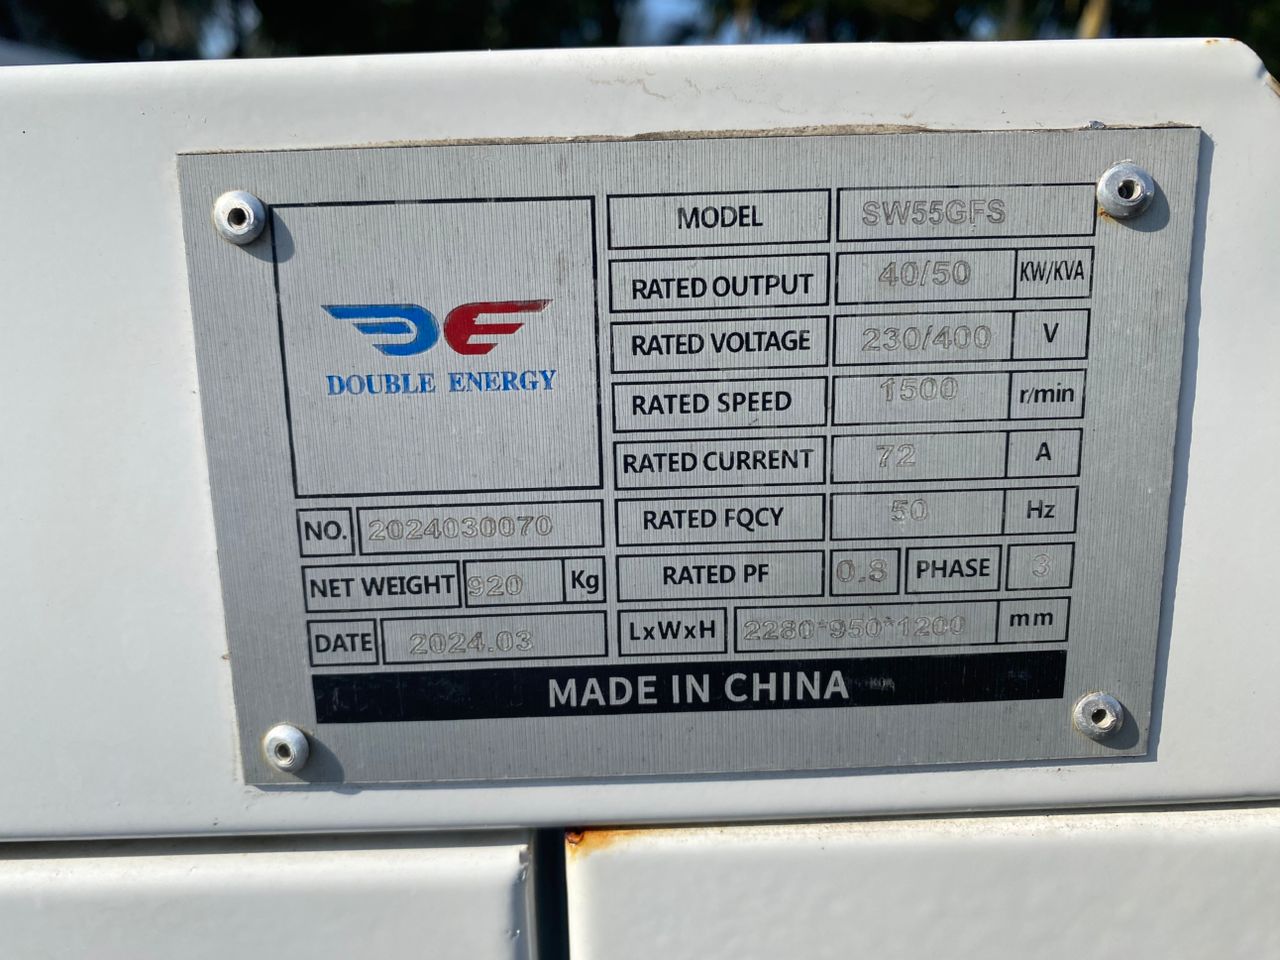 DOUBLE ENERGY
MODEL SW55GFS
RATED OUTPUT 40/50 KW/KVA
RATED VOLTAGE 230/400 V
RATED SPEED 1500 r/min
RATED CURRENT 72 A
NO. 2024030070 RATED FQCY 50 Hz
NET WEIGHT 920 Kg RATED PF 0.8 PHASE 3
DATE 2024.03 LxWxH 2280*950*1200 mm
MADE IN CHINA